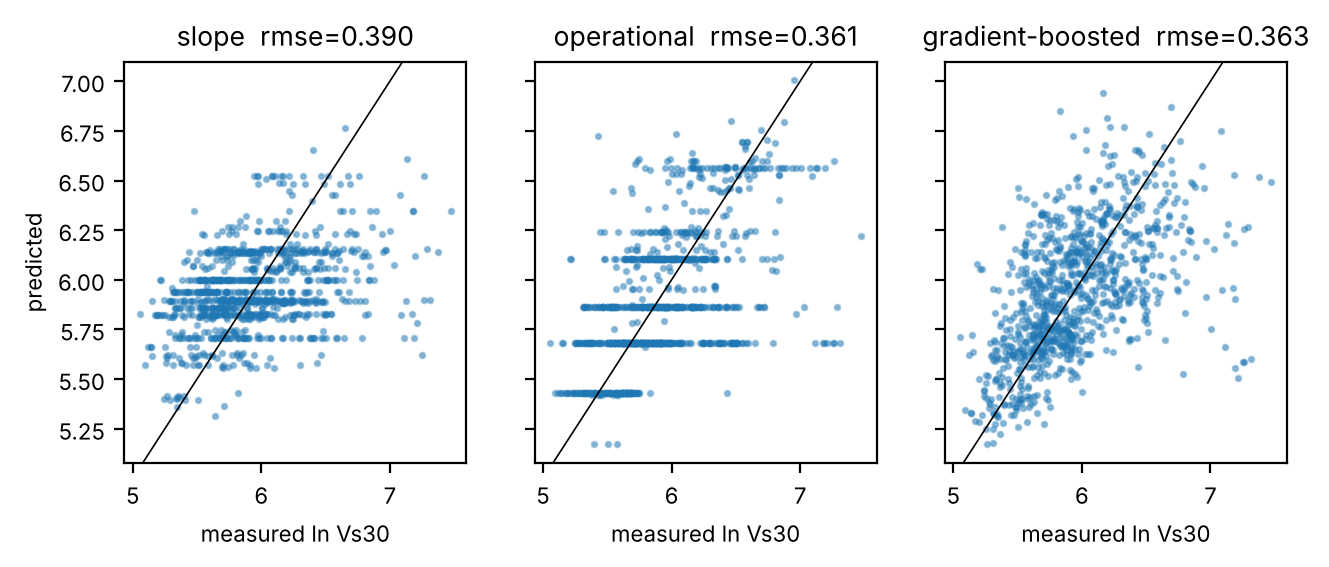 slope rmse=0.390
operational rmse=0.361
gradient-boosted rmse=0.363
7.00
6.75
6.50
6.25
6.00
5.75
5.50
5.25
predicted
5 6 7
5 6 7
5 6 7
measured ln Vs30
measured ln Vs30
measured ln Vs30